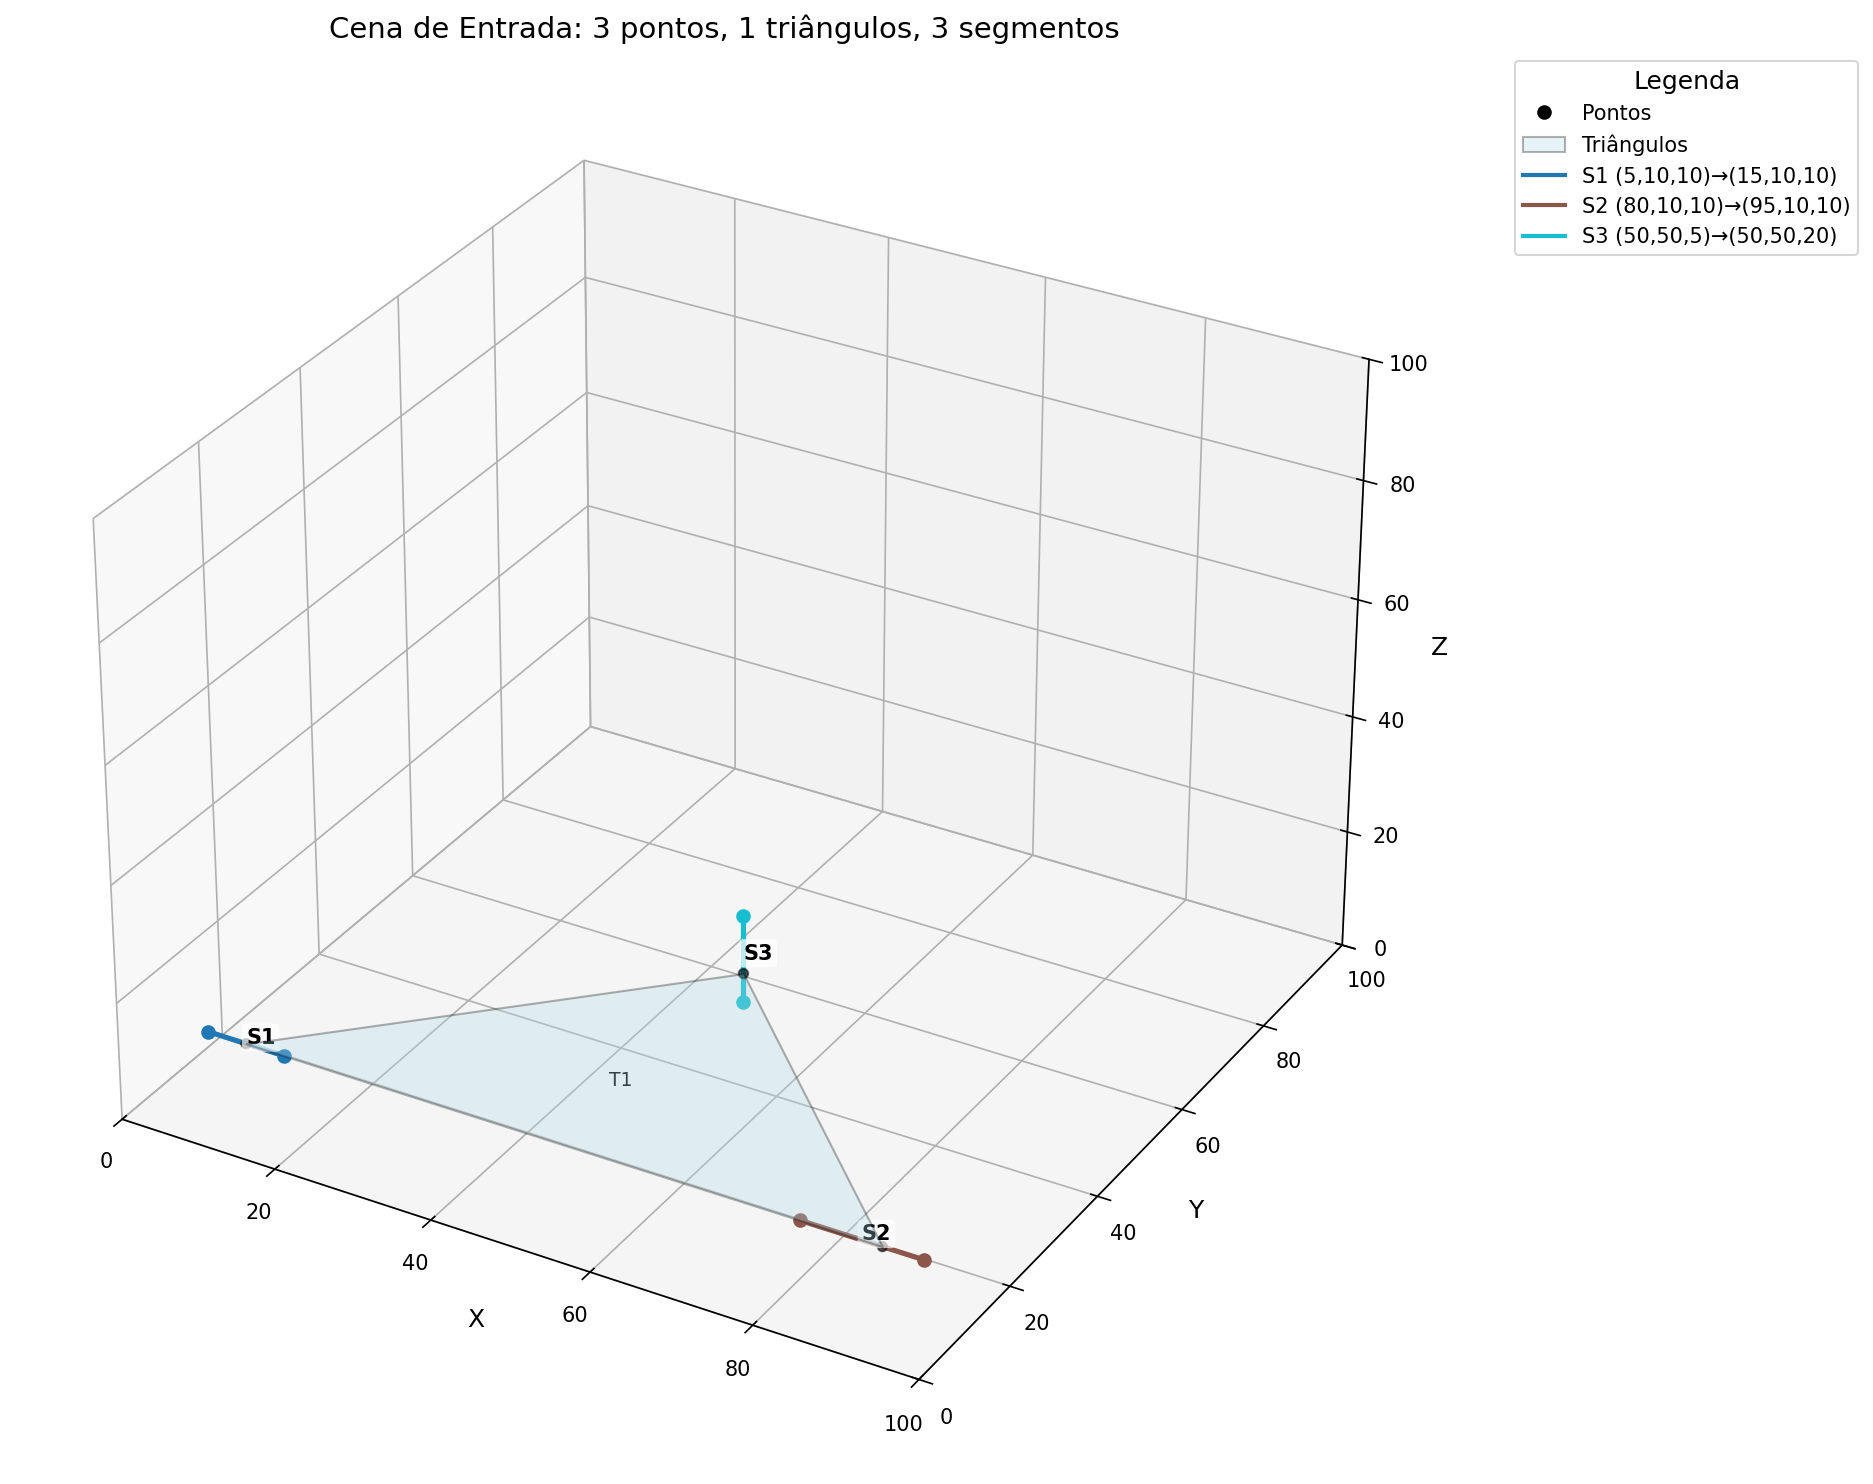 Cena de Entrada: 3 pontos, 1 triângulos, 3 segmentos
Legenda
Pontos
Triângulos
S1 (5,10,10)→(15,10,10)
S2 (80,10,10)→(95,10,10)
S3 (50,50,5)→(50,50,20)
100
80
60
Z
40
20
0
100
S3
S1
80
T1
60
0
Y
20
S2
40
40
X
60
20
80
100
0